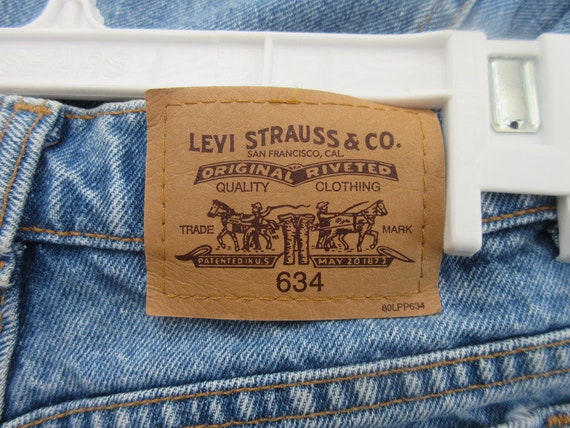 LEVI STRAUSS & CO.
SAN FRANCISCO, CAL.
ORIGINAL RIVETED
QUALITY CLOTHING
TRADE MARK
PATENTED IN U.S. MAY 20 1873
634
80LPP634